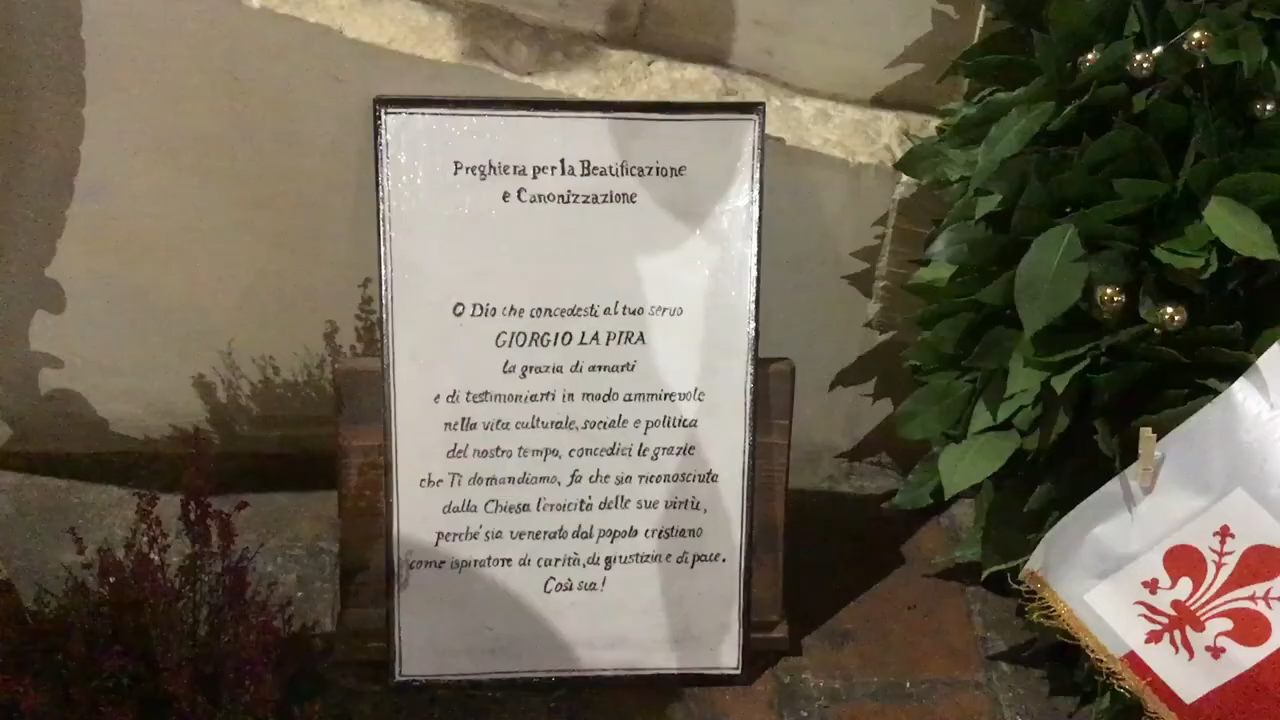 Preghiera per la Beatificazione
e Canonizzazione
O Dio che concedesti al tuo servo
GIORGIO LA PIRA
la grazia di amarti
e di testimoniarti in modo ammirevole
nella vita culturale, sociale e politica
del nostro tempo, concedici le grazie
che Ti domandiamo, fa che sia riconosciuta
dalla Chiesa l'eroicità delle sue virtù,
perché sia venerato dal popolo cristiano
come ispiratore di carità, di giustizia e di pace.
Così sia!